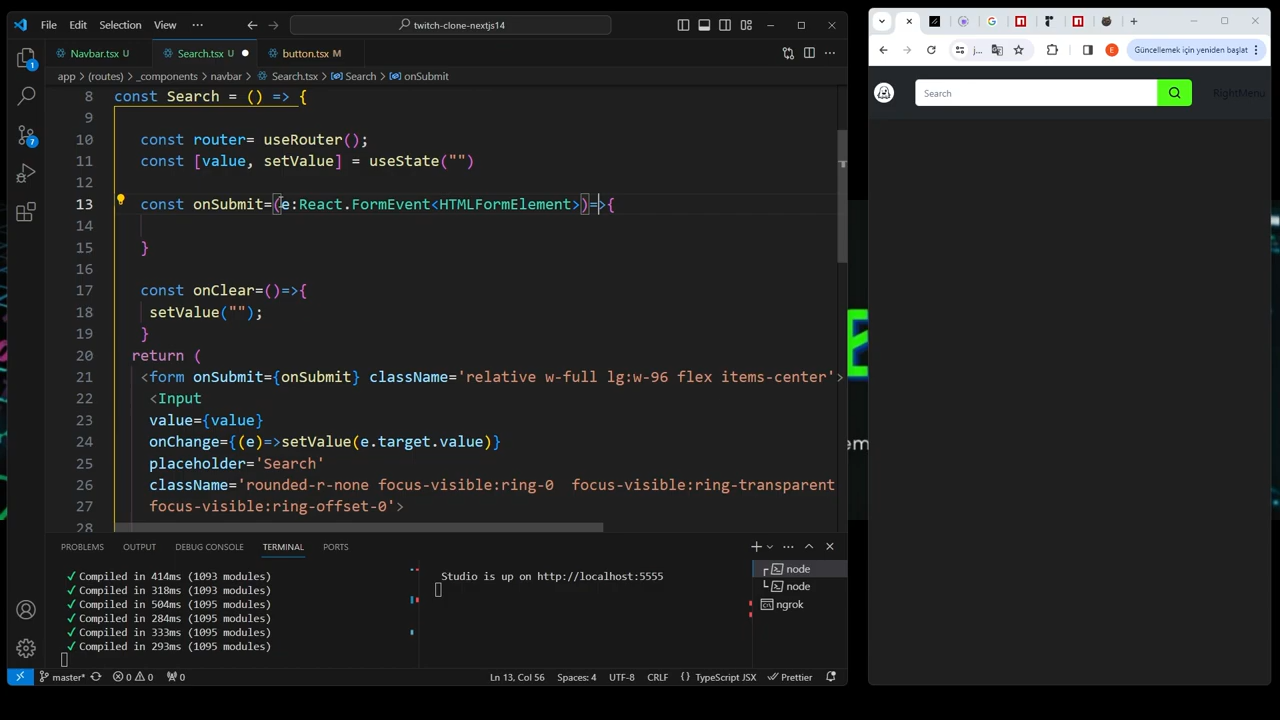 File Edit Selection View ··· twitch-clone-nextjs14
Navbar.tsx U Search.tsx U button.tsx M
app > (routes) > _components > navbar > Search.tsx > Search > onSubmit
8 const Search = () => {
9
10 const router= useRouter();
11 const [value, setValue] = useState("")
12
13 const onSubmit=(e:React.FormEvent<HTMLFormElement>)=>{
14
15 }
16
17 const onClear=()=>{
18 setValue("");
19 }
20 return (
21 <form onSubmit={onSubmit} className='relative w-full lg:w-96 flex items-center'>
22 <Input
23 value={value}
24 onChange={(e)=>setValue(e.target.value)}
25 placeholder='Search'
26 className='rounded-r-none focus-visible:ring-0 focus-visible:ring-transparent
27 focus-visible:ring-offset-0'>
28
PROBLEMS OUTPUT DEBUG CONSOLE TERMINAL PORTS
✓ Compiled in 414ms (1093 modules)
✓ Compiled in 318ms (1093 modules)
✓ Compiled in 504ms (1095 modules)
✓ Compiled in 284ms (1095 modules)
✓ Compiled in 333ms (1095 modules)
✓ Compiled in 293ms (1095 modules)
Studio is up on http://localhost:5555
node
node
ngrok
master* 0 0 0 Ln 13, Col 56 Spaces: 4 UTF-8 CRLF {} TypeScript JSX Prettier
1
7
j... E Güncellemek için yeniden başlat
Search RightMenu
em